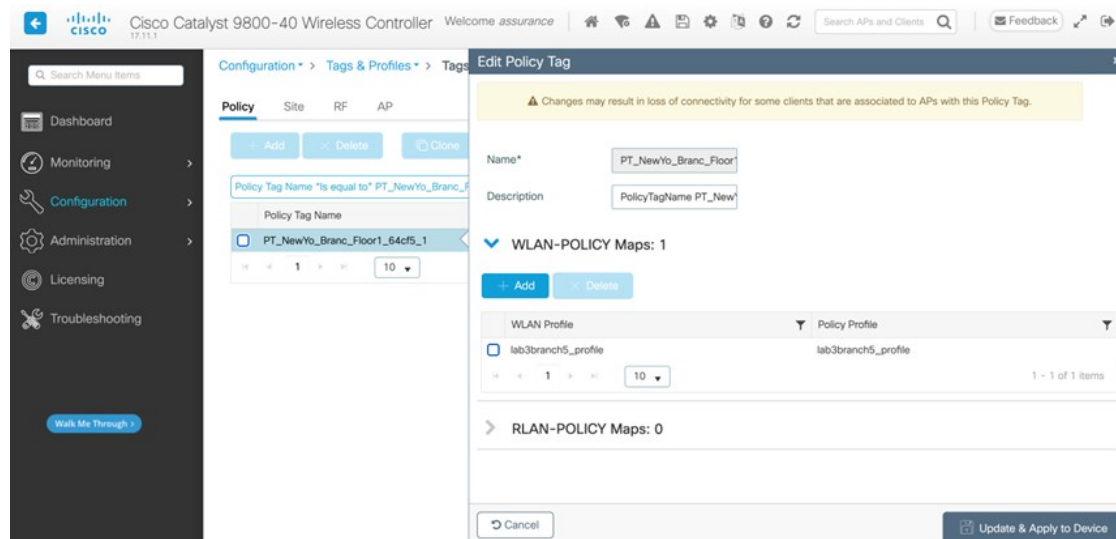 cisco
Cisco Catalyst 9800-40 Wireless Controller
17.11.1
Welcome assurance
Search APs and Clients
Feedback
Search Menu Items
Dashboard
Monitoring
Configuration
Administration
Licensing
Troubleshooting
Walk Me Through >
Configuration > Tags & Profiles > Tags
Policy Site RF AP
+ Add × Delete Clone
Policy Tag Name "Is equal to" PT_NewYo_Branc_F
Policy Tag Name
PT_NewYo_Branc_Floor1_64cf5_1
1 10
Edit Policy Tag
Changes may result in loss of connectivity for some clients that are associated to APs with this Policy Tag.
Name* PT_NewYo_Branc_Floor1
Description PolicyTagName PT_New
WLAN-POLICY Maps: 1
+ Add × Delete
WLAN Profile Policy Profile
lab3branch5_profile lab3branch5_profile
1 10 1 - 1 of 1 items
RLAN-POLICY Maps: 0
Cancel Update & Apply to Device